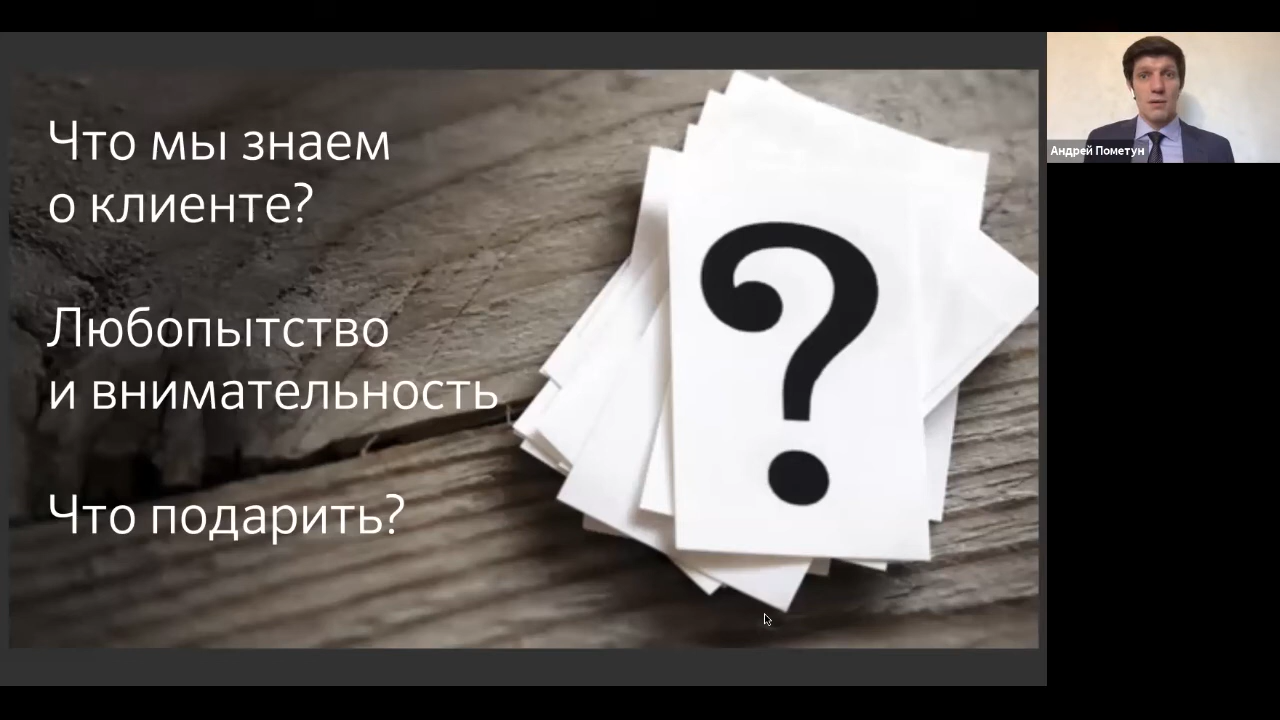 Что мы знаем
о клиенте?
Любопытство
и внимательность
Что подарить?
?
Андрей Пометун